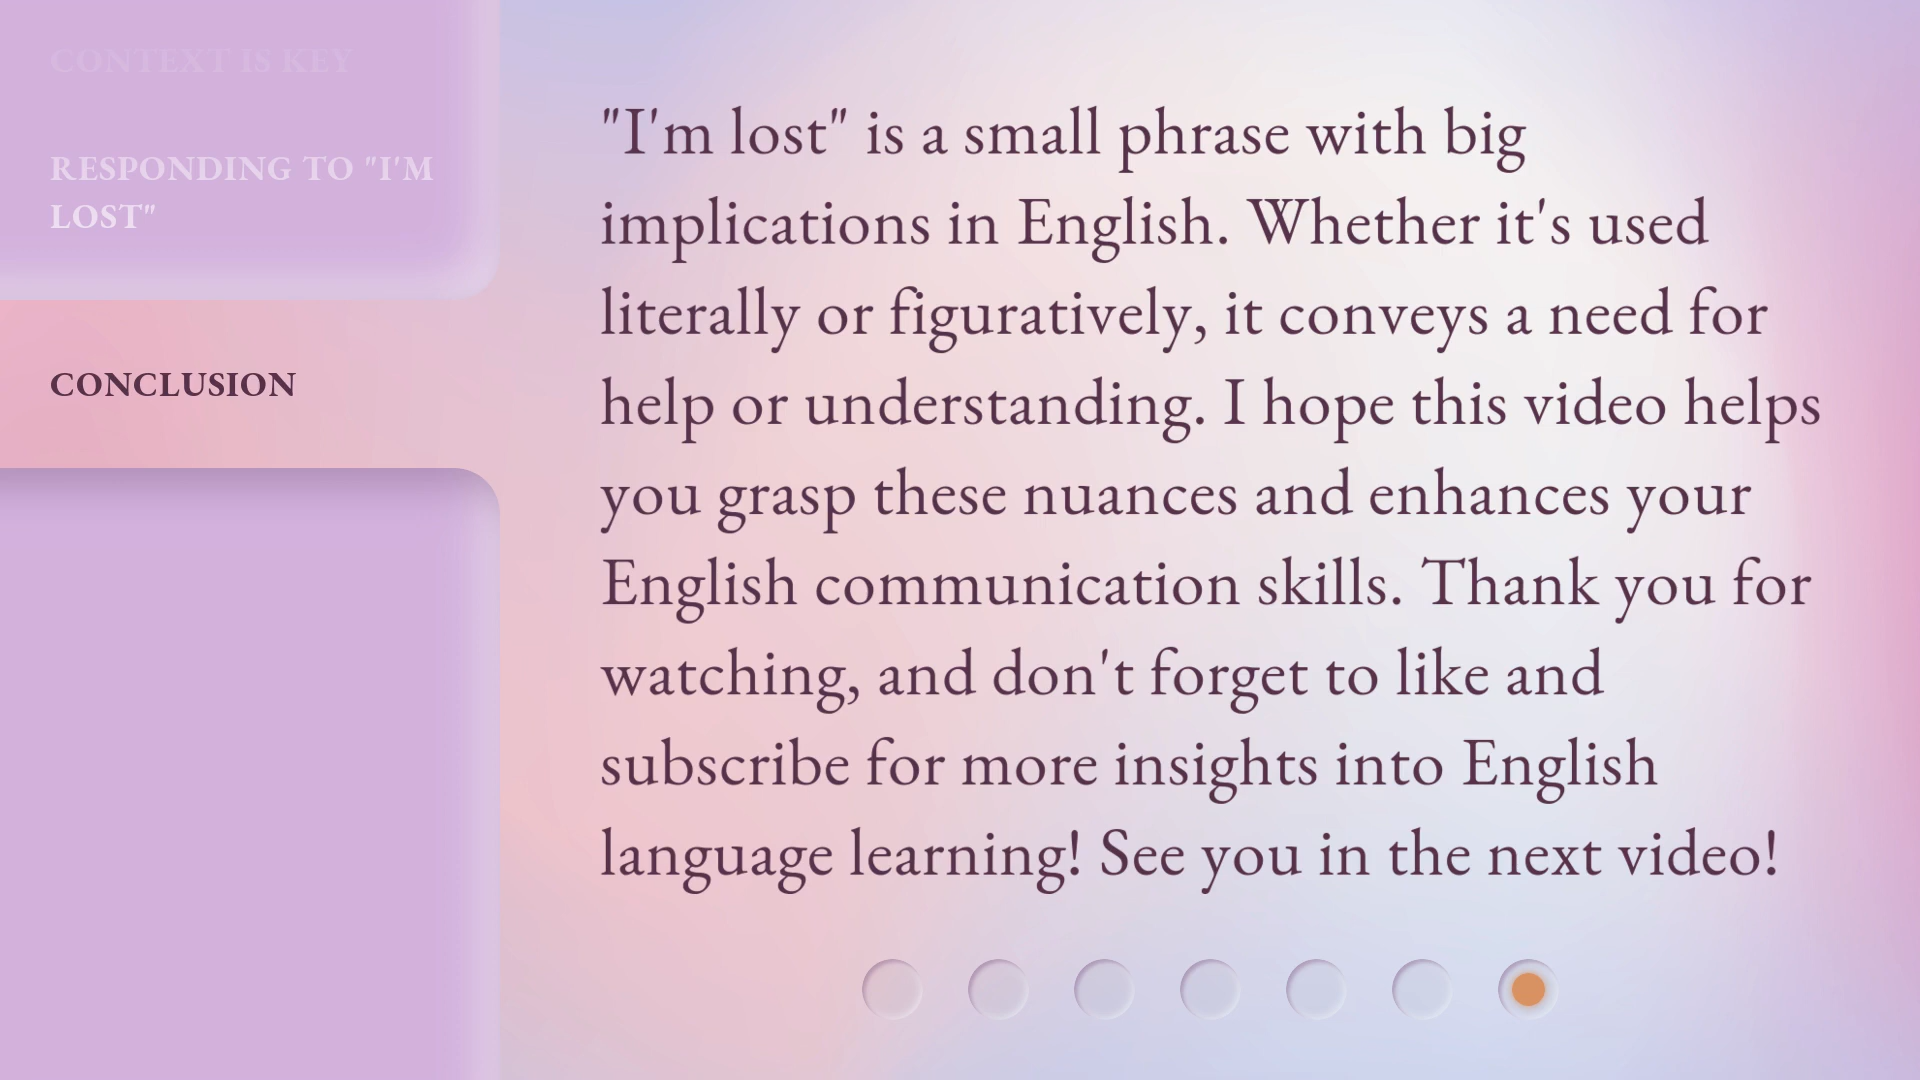 CONTEXT IS KEY
RESPONDING TO "I'M
LOST"
CONCLUSION
"I'm lost" is a small phrase with big
implications in English. Whether it's used
literally or figuratively, it conveys a need for
help or understanding. I hope this video helps
you grasp these nuances and enhances your
English communication skills. Thank you for
watching, and don't forget to like and
subscribe for more insights into English
language learning! See you in the next video!